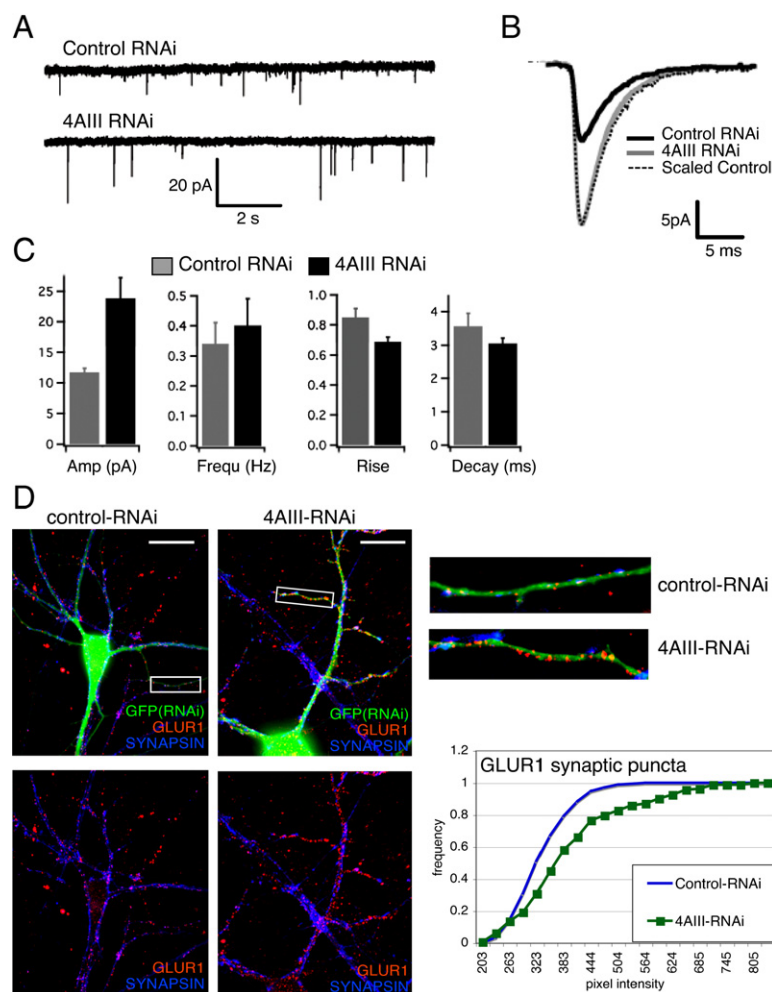 A
Control RNAi
4AIII RNAi
20 pA
2 s
B
Control RNAi
4AIII RNAi
Scaled Control
5pA
5 ms
C
Control RNAi
4AIII RNAi
25
20
15
10
5
0
Amp (pA)
0.5
0.4
0.3
0.2
0.1
0.0
Frequ (Hz)
1.0
0.8
0.6
0.4
0.2
0.0
Rise
4
3
2
1
0
Decay (ms)
D
control-RNAi
4AIII-RNAi
GFP(RNAi)
GLUR1
SYNAPSIN
GFP(RNAi)
GLUR1
SYNAPSIN
GLUR1
SYNAPSIN
GLUR1
SYNAPSIN
control-RNAi
4AIII-RNAi
GLUR1 synaptic puncta
frequency
1.2
1
0.8
0.6
0.4
0.2
0
203 263 323 383 444 504 564 624 685 745 805
pixel intensity
Control-RNAi
4AIII-RNAi